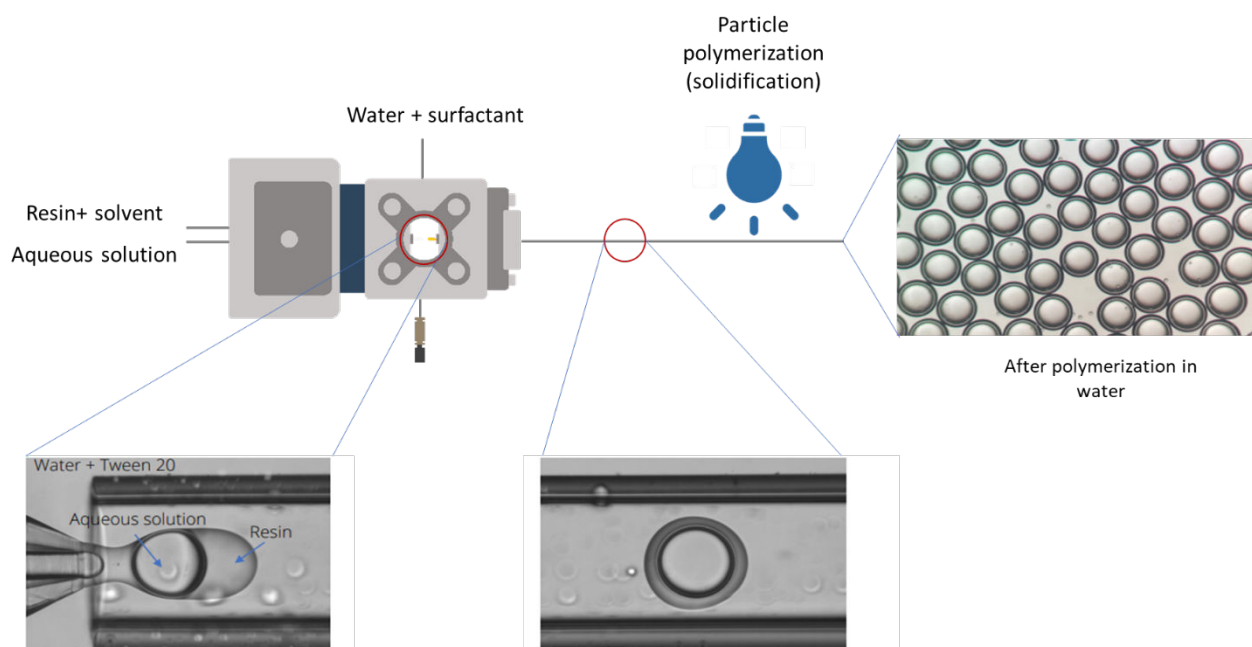 Particle
polymerization
(solidification)
Water + surfactant
Resin+ solvent
Aqueous solution
After polymerization in
water
Water + Tween 20
Aqueous solution
Resin